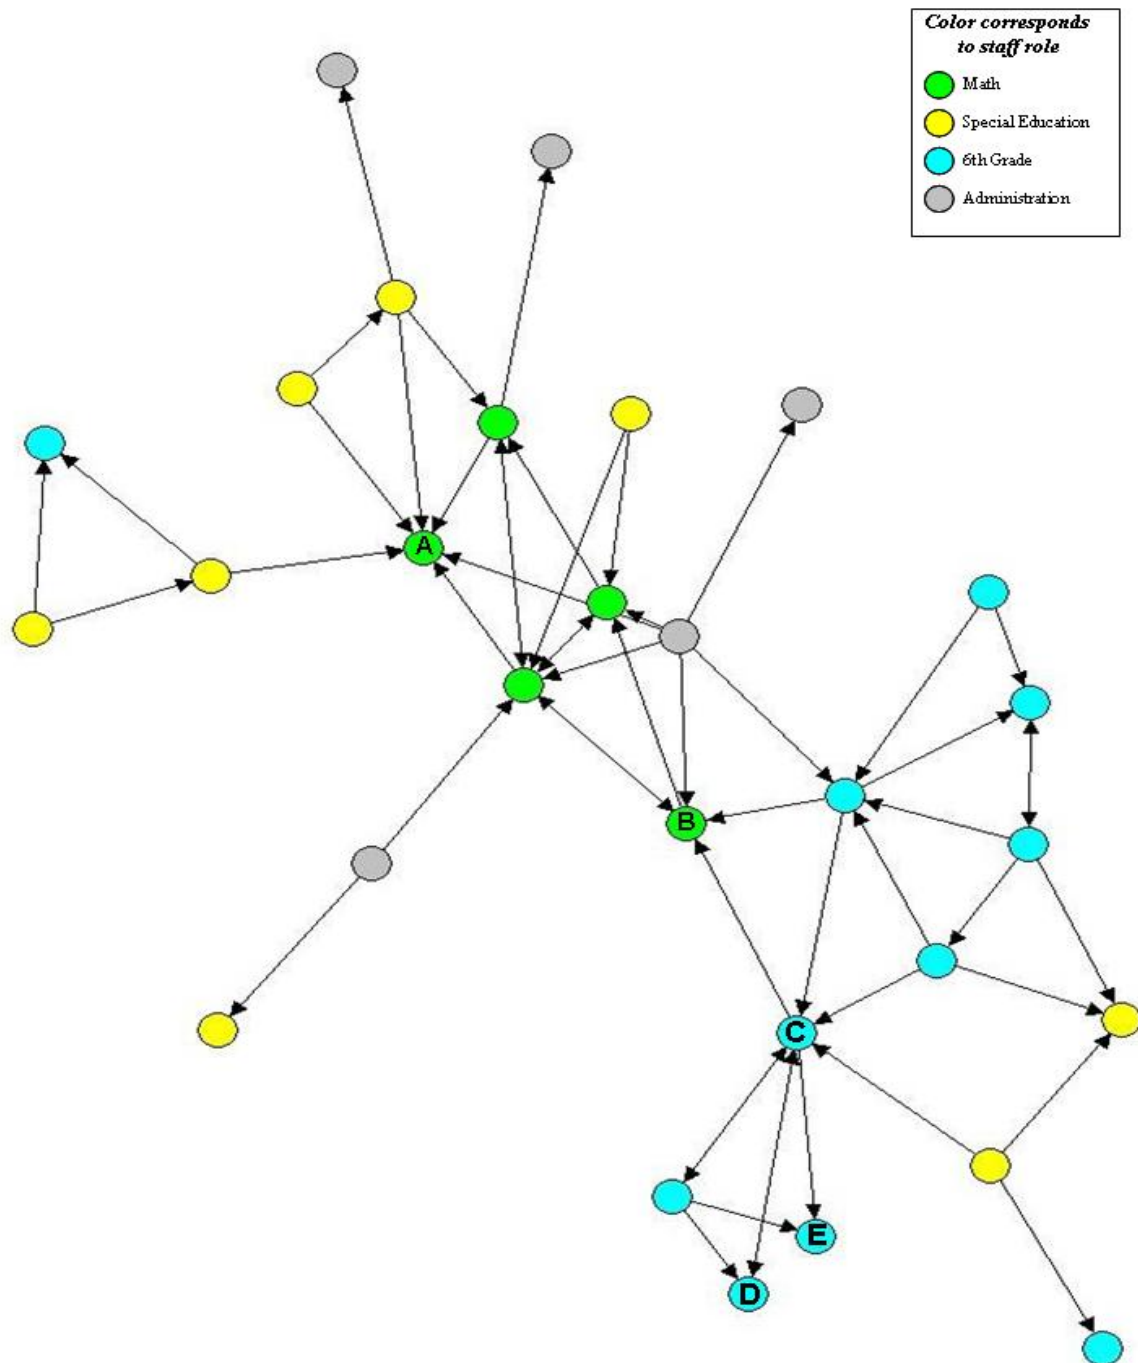 Color corresponds
to staff role
Math
Special Education
6th Grade
Administration
A
B
C
E
D